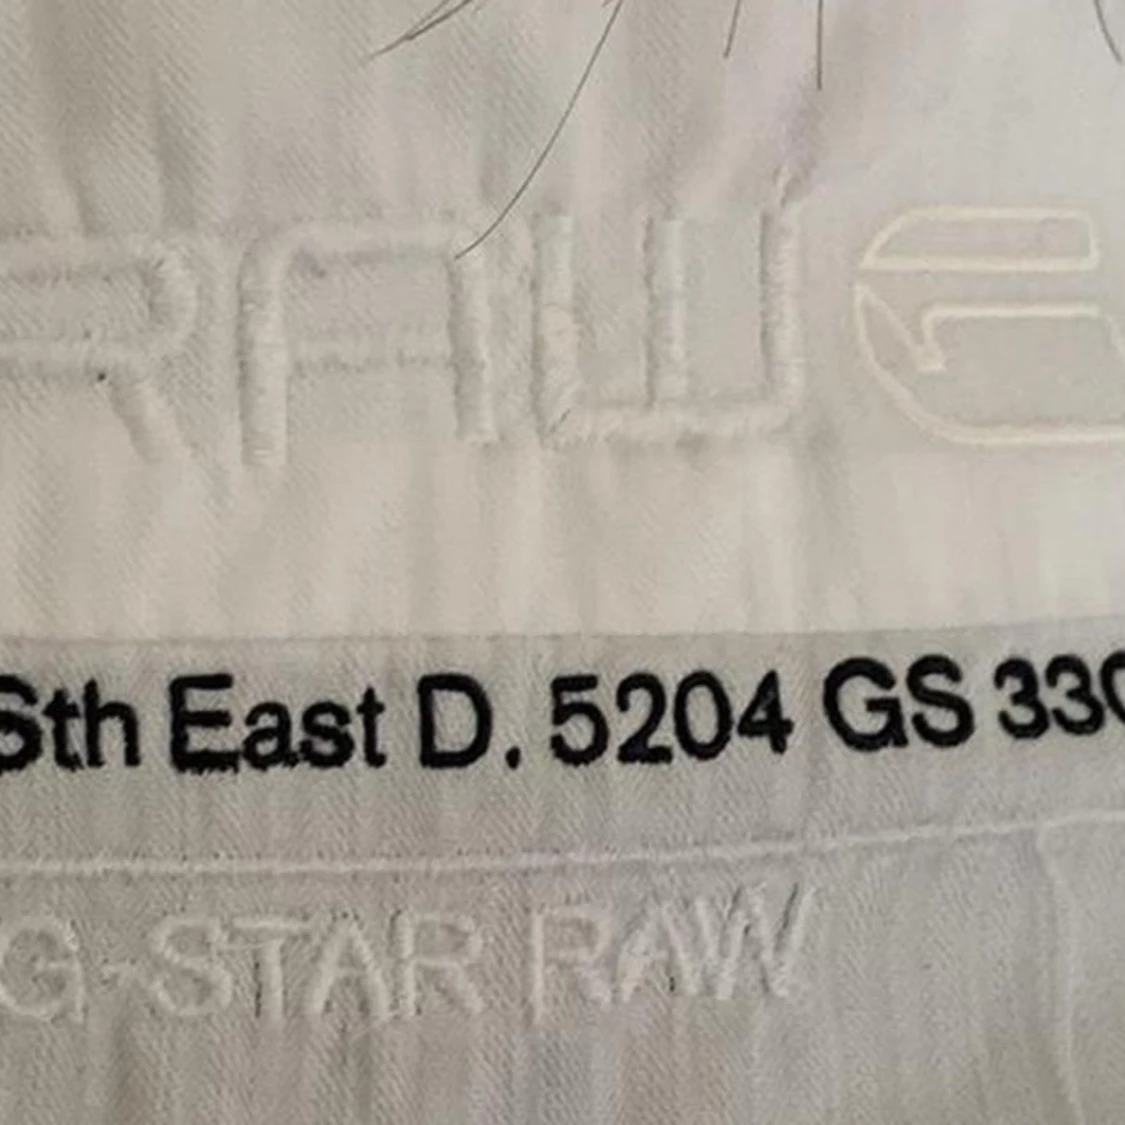 RAW
Sth East D. 5204 GS 330
G-STAR RAW